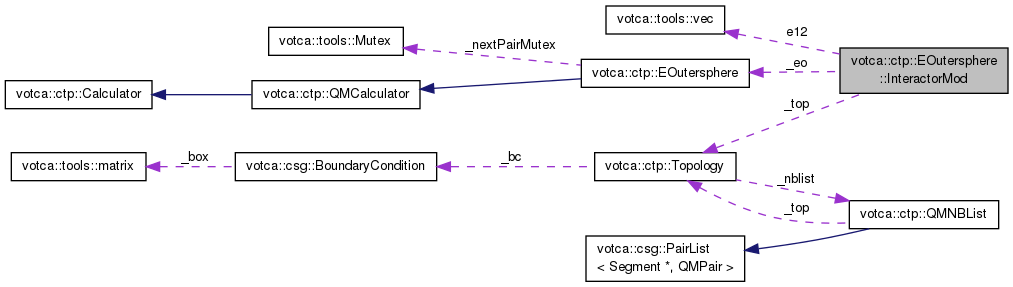 votca::tools::vec
e12
votca::tools::Mutex
_nextPairMutex
votca::ctp::EOutersphere
::InteractorMod
_eo
votca::ctp::EOutersphere
votca::ctp::Calculator
votca::ctp::QMCalculator
_top
votca::tools::matrix
_box
votca::csg::BoundaryCondition
_bc
votca::ctp::Topology
_nblist
_top
votca::ctp::QMNBList
votca::csg::PairList
< Segment *, QMPair >